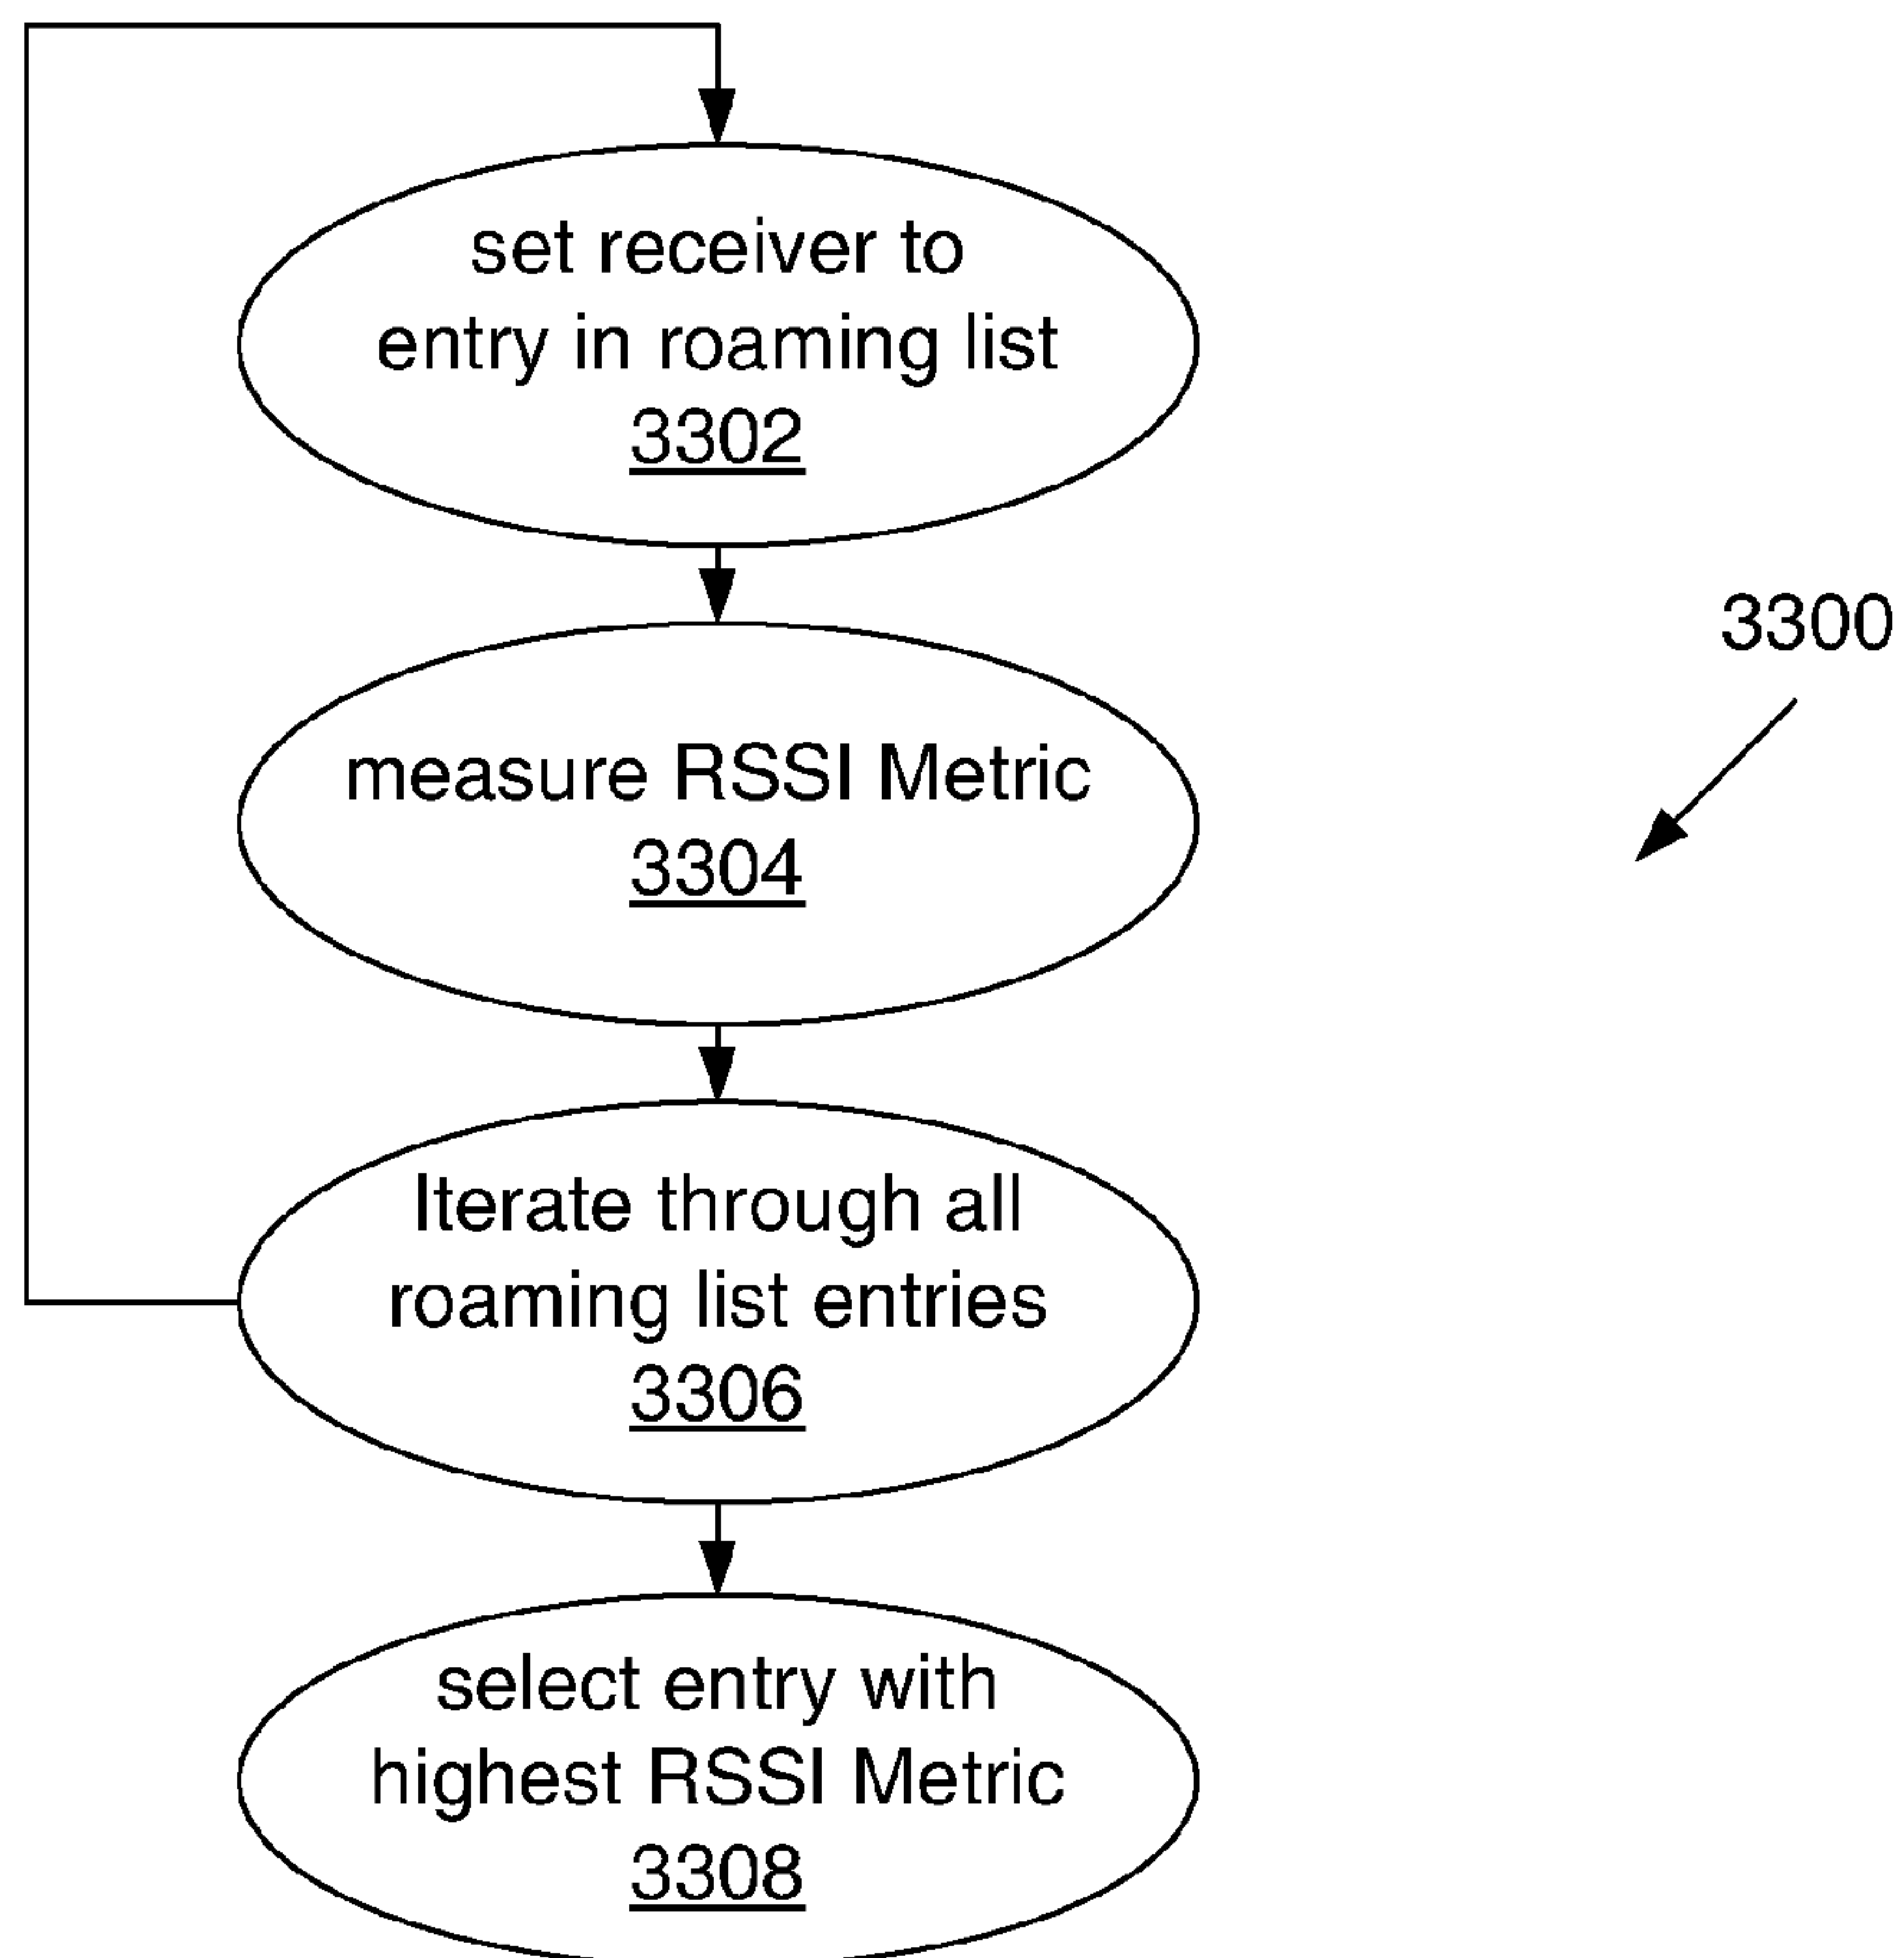 set receiver to
entry in roaming list
3302
3300
measure RSSI Metric
3304
Iterate through all
roaming list entries
3306
select entry with
highest RSSI Metric
3308